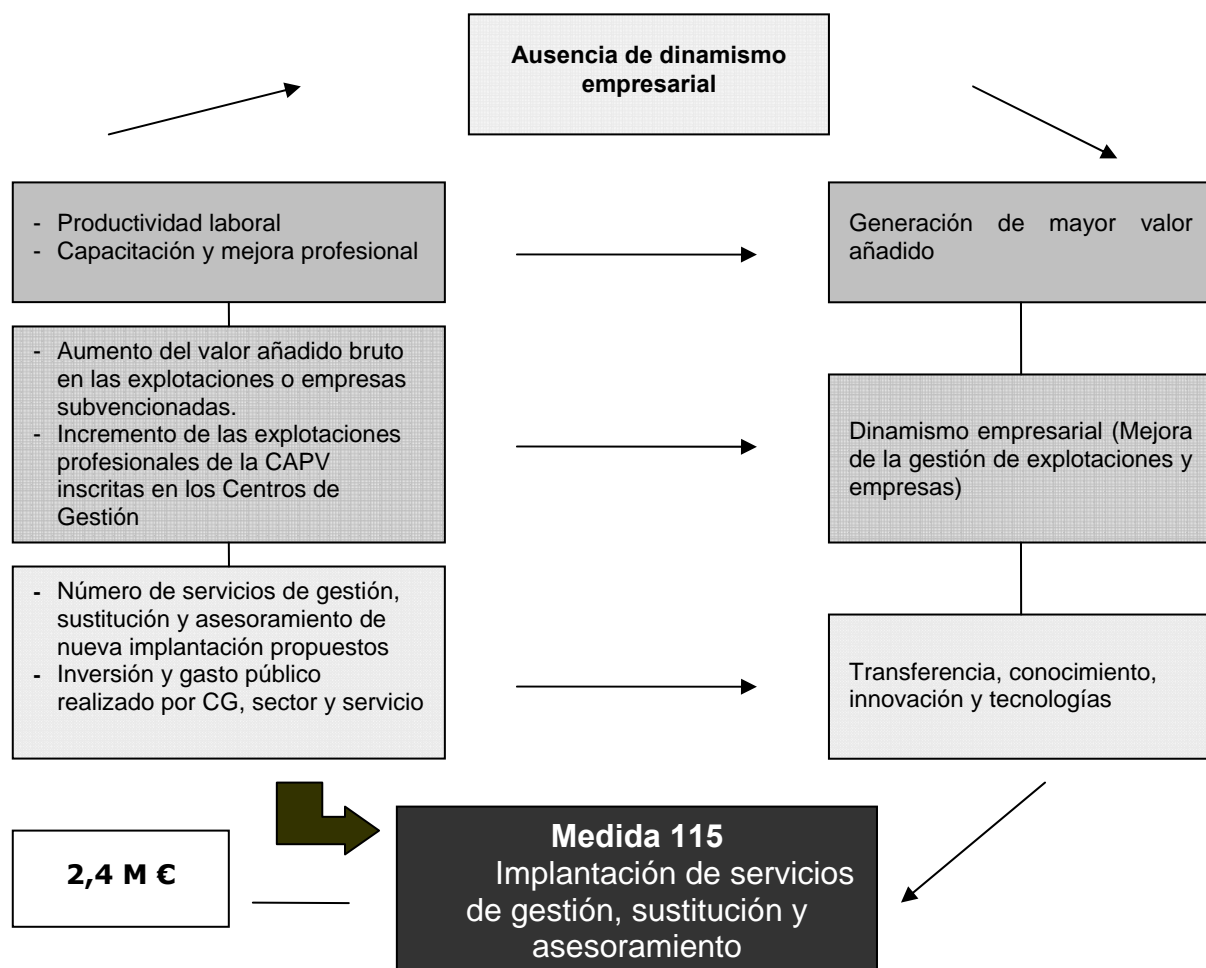 Ausencia de dinamismo
empresarial
- Productividad laboral
- Capacitación y mejora profesional
Generación de mayor valor
añadido
- Aumento del valor añadido bruto
en las explotaciones o empresas
subvencionadas.
- Incremento de las explotaciones
profesionales de la CAPV
inscritas en los Centros de
Gestión
Dinamismo empresarial (Mejora
de la gestión de explotaciones y
empresas)
- Número de servicios de gestión,
sustitución y asesoramiento de
nueva implantación propuestos
- Inversión y gasto público
realizado por CG, sector y servicio
Transferencia, conocimiento,
innovación y tecnologías
2,4 M €
Medida 115
Implantación de servicios
de gestión, sustitución y
asesoramiento